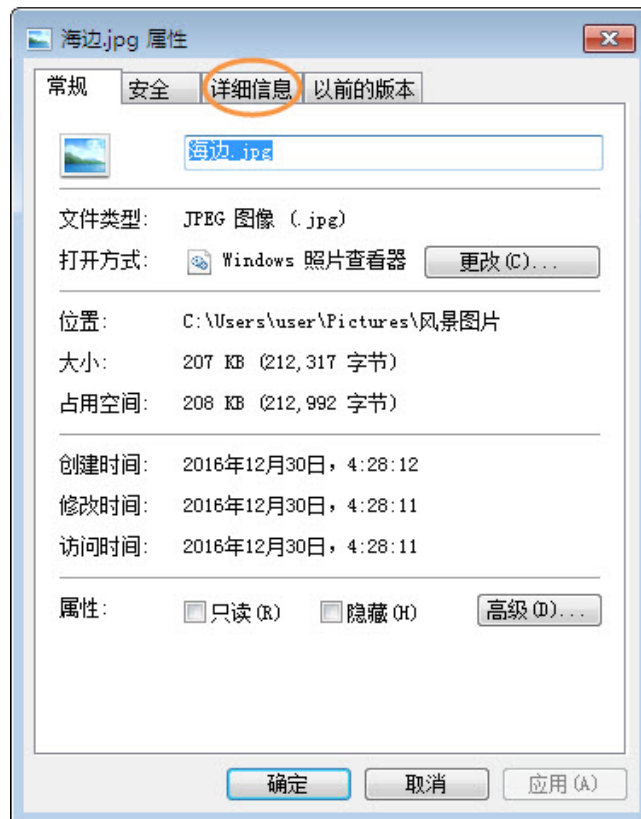 海边.jpg 属性
常规 安全 详细信息 以前的版本
海边.jpg
文件类型: JPEG 图像 (.jpg)
打开方式: Windows 照片查看器 更改(C)...
位置: C:\Users\user\Pictures\风景图片
大小: 207 KB (212,317 字节)
占用空间: 208 KB (212,992 字节)
创建时间: 2016年12月30日，4:28:12
修改时间: 2016年12月30日，4:28:11
访问时间: 2016年12月30日，4:28:11
属性: 只读(R) 隐藏(H) 高级(D)...
确定 取消 应用(A)